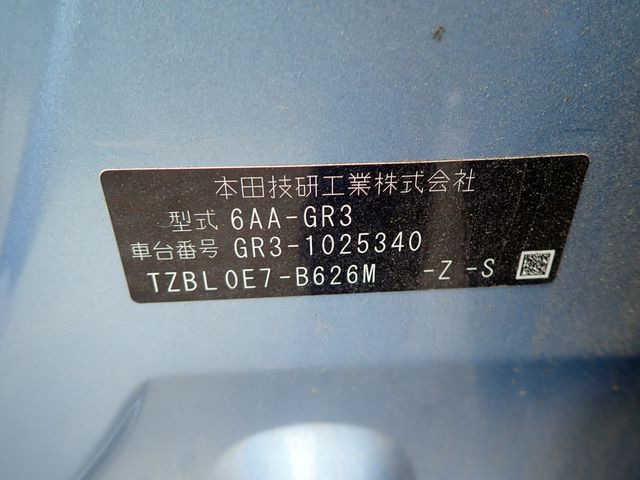 本田技研工業株式会社
型式 6AA-GR3
車台番号 GR3-1025340
TZBL0E7-B626M -Z -S